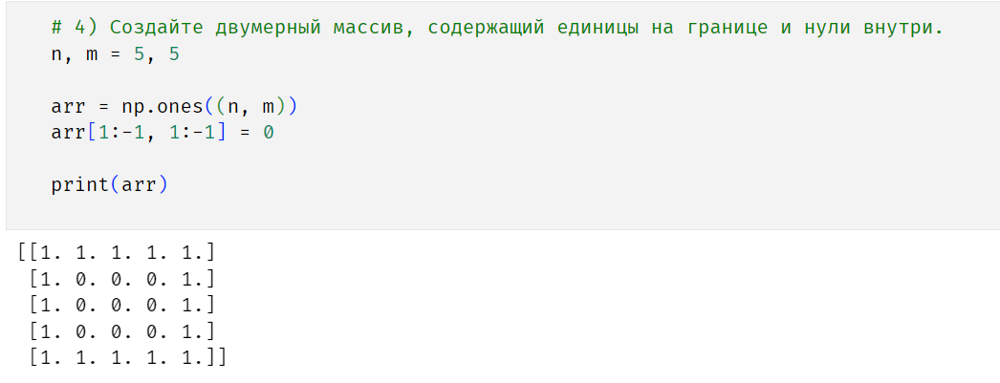 # 4) Создайте двумерный массив, содержащий единицы на границе и нули внутри.
n, m = 5, 5
arr = np.ones((n, m))
arr[1:-1, 1:-1] = 0
print(arr)
[[1. 1. 1. 1. 1.]
[1. 0. 0. 0. 1.]
[1. 0. 0. 0. 1.]
[1. 0. 0. 0. 1.]
[1. 1. 1. 1. 1.]]